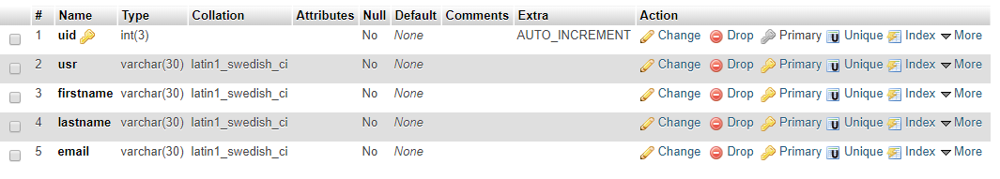 # Name Type Collation Attributes Null Default Comments Extra Action
1 uid int(3) No None AUTO_INCREMENT Change Drop Primary Unique Index More
2 usr varchar(30) latin1_swedish_ci No None Change Drop Primary Unique Index More
3 firstname varchar(30) latin1_swedish_ci No None Change Drop Primary Unique Index More
4 lastname varchar(30) latin1_swedish_ci No None Change Drop Primary Unique Index More
5 email varchar(30) latin1_swedish_ci No None Change Drop Primary Unique Index More